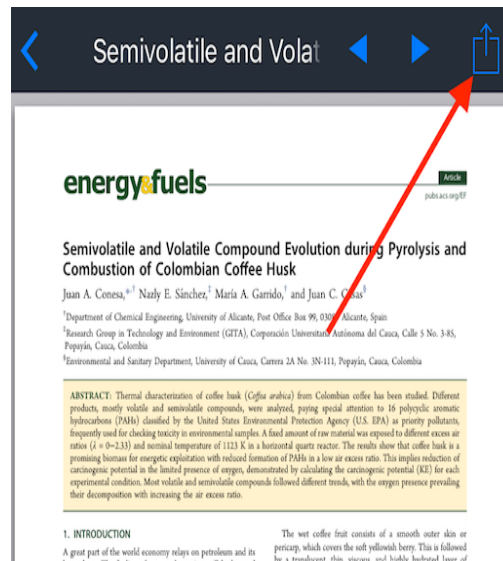 Semivolatile and Volat
energy&fuels
Article
pubs.acs.org/EF
Semivolatile and Volatile Compound Evolution during Pyrolysis and
Combustion of Colombian Coffee Husk
Juan A. Conesa,*,† Nazly E. Sánchez,‡ María A. Garrido,† and Juan C. Casas§
†Department of Chemical Engineering, University of Alicante, Post Office Box 99, 03080 Alicante, Spain
‡Research Group in Technology and Environment (GITA), Corporación Universitaria Autónoma del Cauca, Calle 5 No. 3-85,
Popayán, Cauca, Colombia
§Environmental and Sanitary Department, University of Cauca, Carrera 2A No. 3N-111, Popayán, Cauca, Colombia
ABSTRACT: Thermal characterization of coffee husk (Coffea arabica) from Colombian coffee has been studied. Different
products, mostly volatile and semivolatile compounds, were analyzed, paying special attention to 16 polycyclic aromatic
hydrocarbons (PAHs) classified by the United States Environmental Protection Agency (U.S. EPA) as priority pollutants,
frequently used for checking toxicity in environmental samples. A fixed amount of raw material was exposed to different excess air
ratios (λ = 0−2.33) and nominal temperature of 1123 K in a horizontal quartz reactor. The results show that coffee husk is a
promising biomass for energetic exploitation with reduced formation of PAHs in a low air excess ratio. This implies reduction of
carcinogenic potential in the limited presence of oxygen, demonstrated by calculating the carcinogenic potential (KE) for each
experimental condition. Most volatile and semivolatile compounds followed different trends, with the oxygen presence prevailing
their decomposition with increasing the air excess ratio.
1. INTRODUCTION
A great part of the world economy relays on petroleum and its
The wet coffee fruit consists of a smooth outer skin or
pericarp, which covers the soft yellowish berry. This is followed
by a translucent, thin, viscous, and highly hydrated layer of